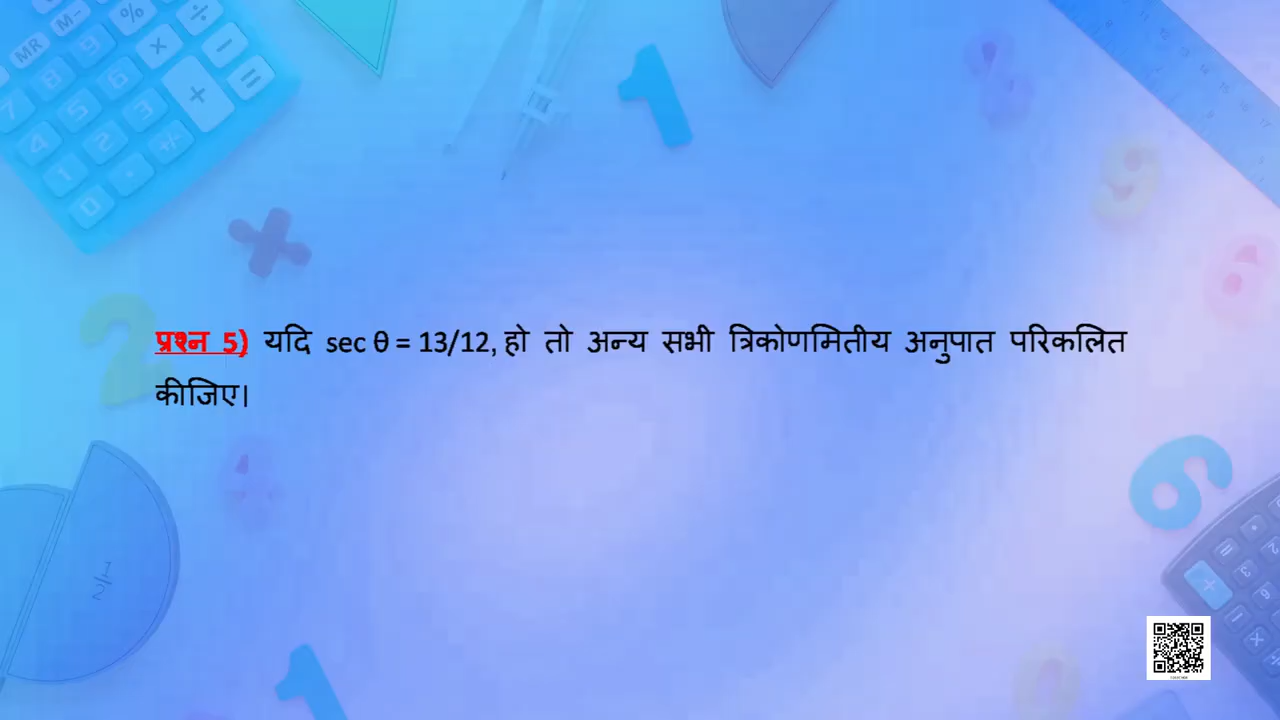 प्रश्न 5) यदि sec θ = 13/12, हो तो अन्य सभी त्रिकोणमितीय अनुपात परिकलित
कीजिए।